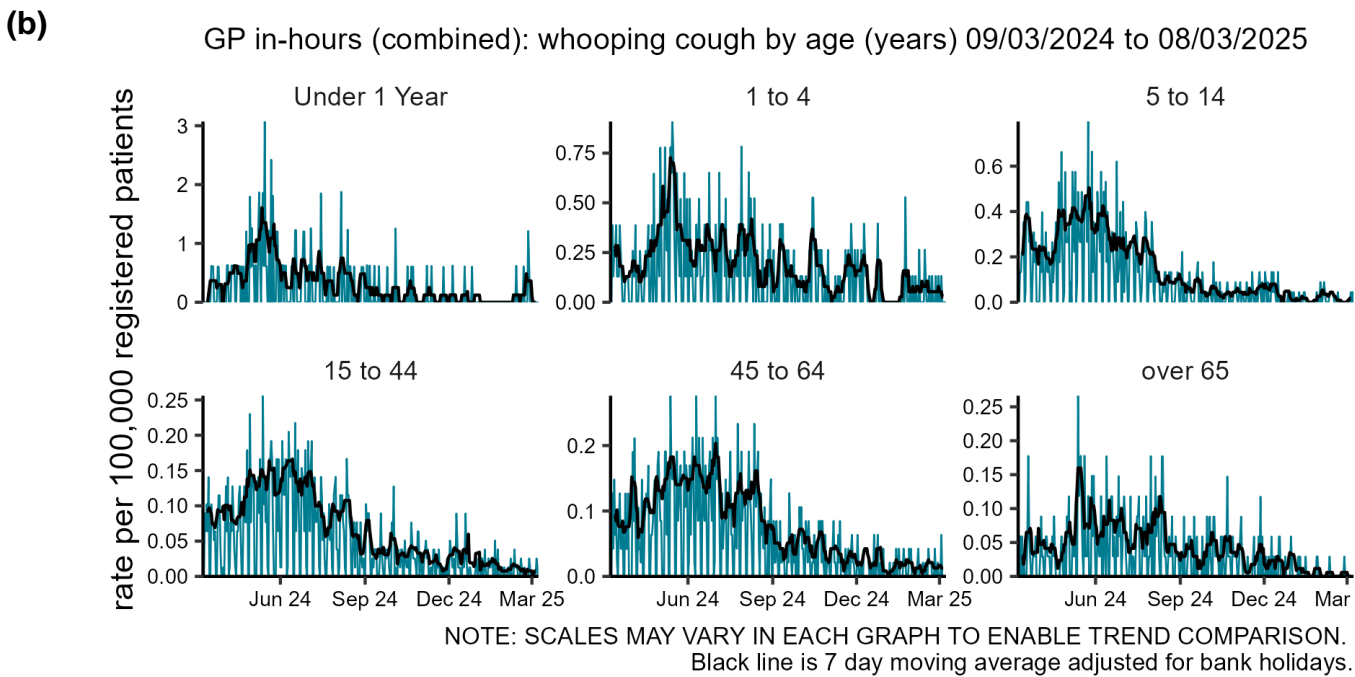 (b)
GP in-hours (combined): whooping cough by age (years) 09/03/2024 to 08/03/2025
rate per 100,000 registered patients
Under 1 Year
3
2
1
0
1 to 4
0.75
0.50
0.25
0.00
5 to 14
0.6
0.4
0.2
0.0
15 to 44
0.25
0.20
0.15
0.10
0.05
0.00
Jun 24 Sep 24 Dec 24 Mar 25
45 to 64
0.2
0.1
0.0
Jun 24 Sep 24 Dec 24 Mar 25
over 65
0.25
0.20
0.15
0.10
0.05
0.00
Jun 24 Sep 24 Dec 24 Mar
NOTE: SCALES MAY VARY IN EACH GRAPH TO ENABLE TREND COMPARISON.
Black line is 7 day moving average adjusted for bank holidays.